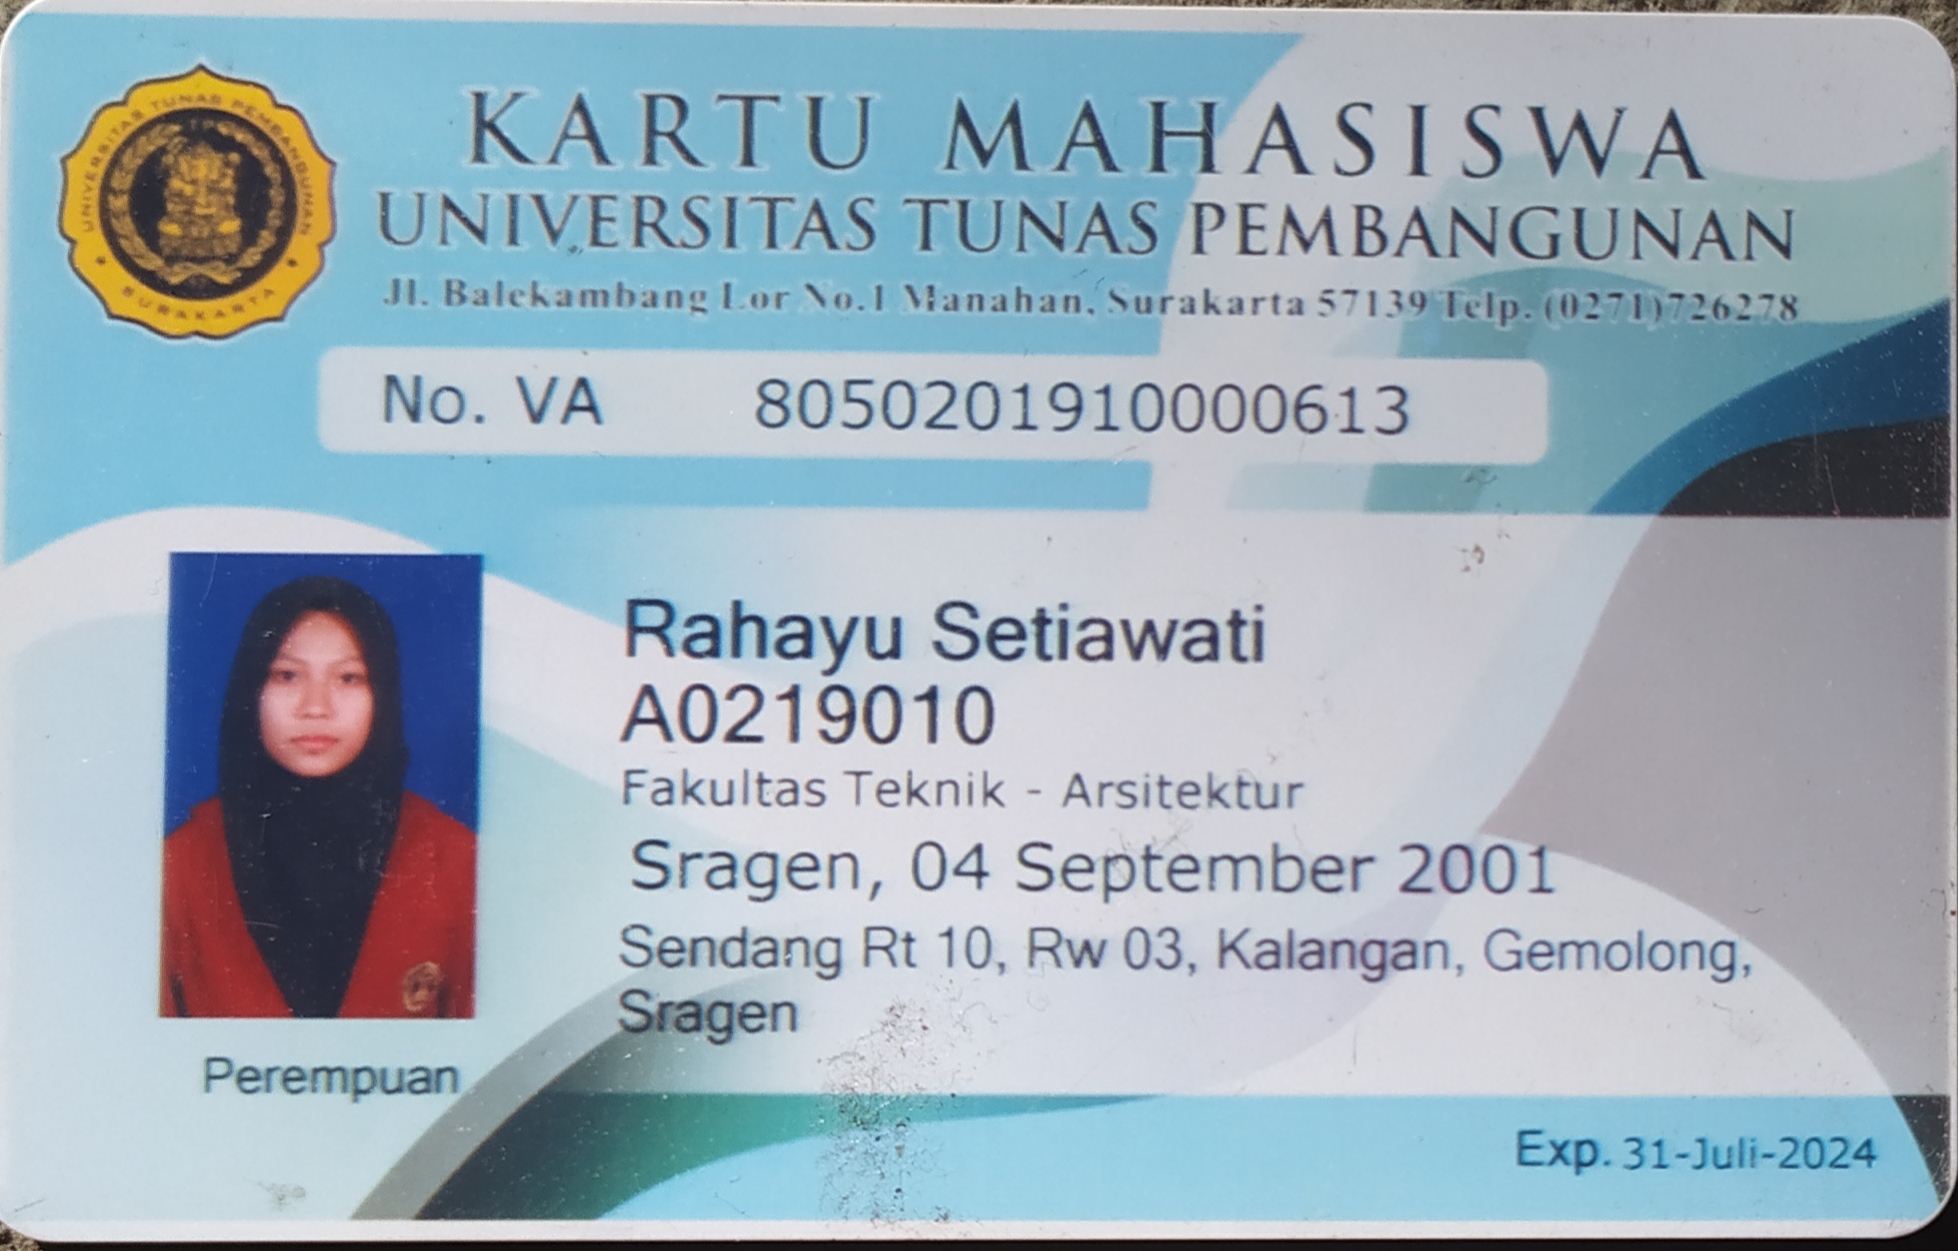 KARTU MAHASISWA
UNIVERSITAS TUNAS PEMBANGUNAN
Jl. Balekambang Lor No.1 Manahan, Surakarta 57139 Telp. (0271)726278
UNIVERSITAS TUNAS PEMBANGUNAN
SURAKARTA
No. VA 8050201910000613
Rahayu Setiawati
A0219010
Fakultas Teknik - Arsitektur
Sragen, 04 September 2001
Sendang Rt 10, Rw 03, Kalangan, Gemolong,
Sragen
Perempuan
Exp. 31-Juli-2024